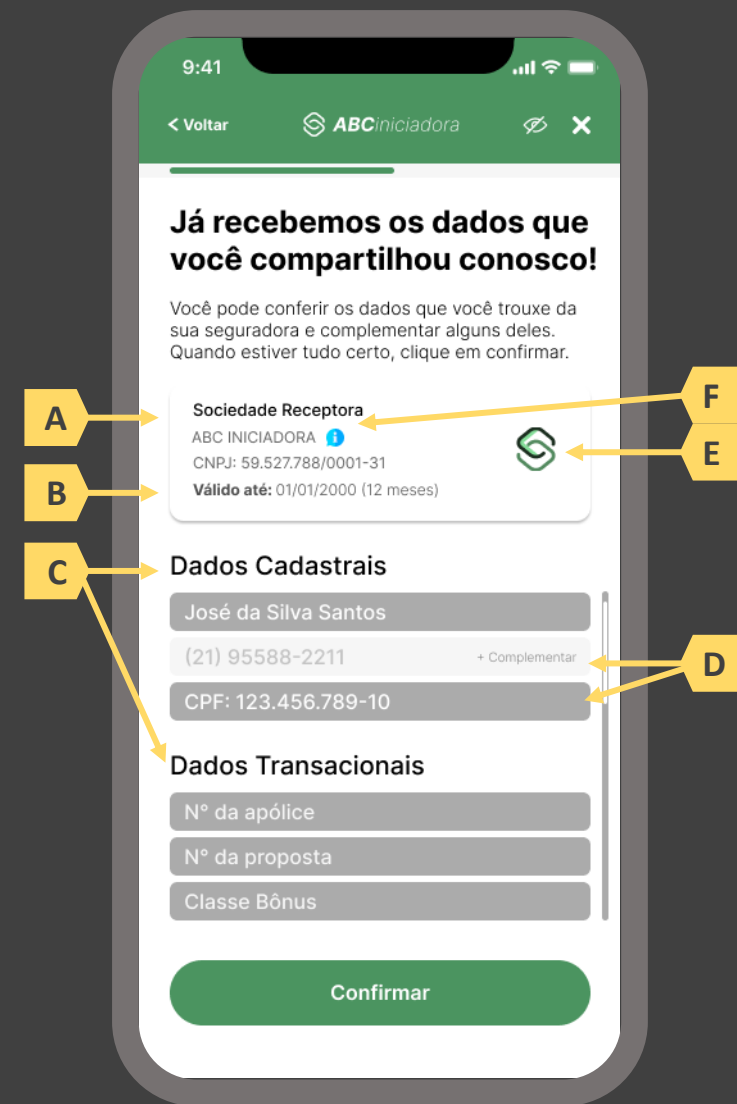 9:41
< Voltar
ABCiniciadora
Já recebemos os dados que
você compartilhou conosco!
Você pode conferir os dados que você trouxe da
sua seguradora e complementar alguns deles.
Quando estiver tudo certo, clique em confirmar.
A
Sociedade Receptora
F
ABC INICIADORA
CNPJ: 59.527.788/0001-31
E
B
Válido até: 01/01/2000 (12 meses)
C
Dados Cadastrais
José da Silva Santos
(21) 95588-2211 + Complementar
D
CPF: 123.456.789-10
Dados Transacionais
N° da apólice
N° da proposta
Classe Bônus
Confirmar